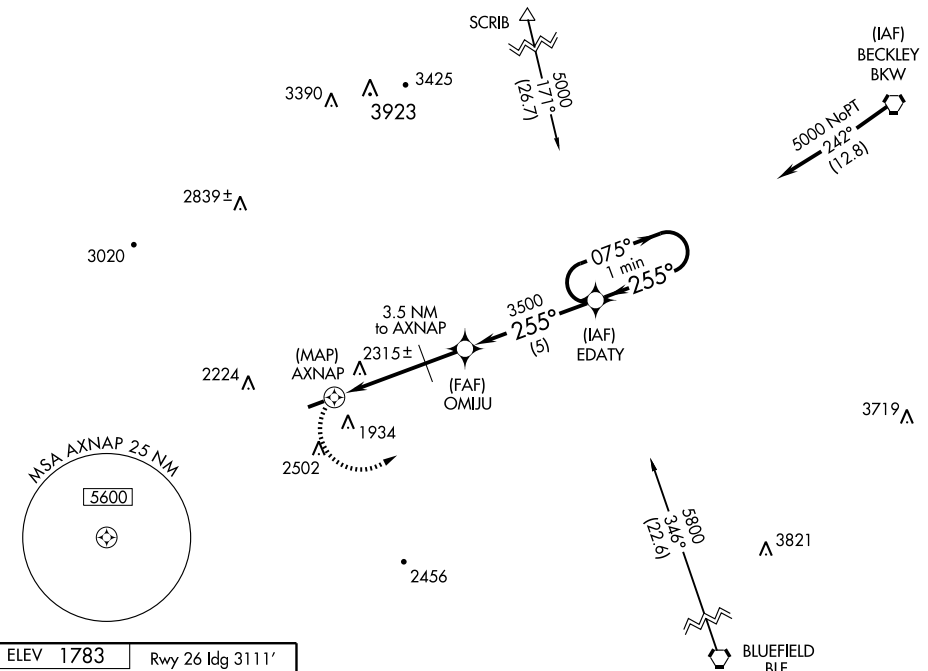 SCRIB
5000
171°
(26.7)
(IAF)
BECKLEY
BKW
5000 NoPT
242°
(12.8)
3390
3923
3425
2839±
3020
075°
1 min
255°
3500
255°
(5)
(IAF)
EDATY
3.5 NM
to AXNAP
(MAP)
AXNAP
2315±
(FAF)
OMIJU
2224
1934
2502
3719
MSA AXNAP 25 NM
5600
5800
346°
(22.6)
3821
2456
BLUEFIELD
BLF
ELEV 1783
Rwy 26 ldg 3111'